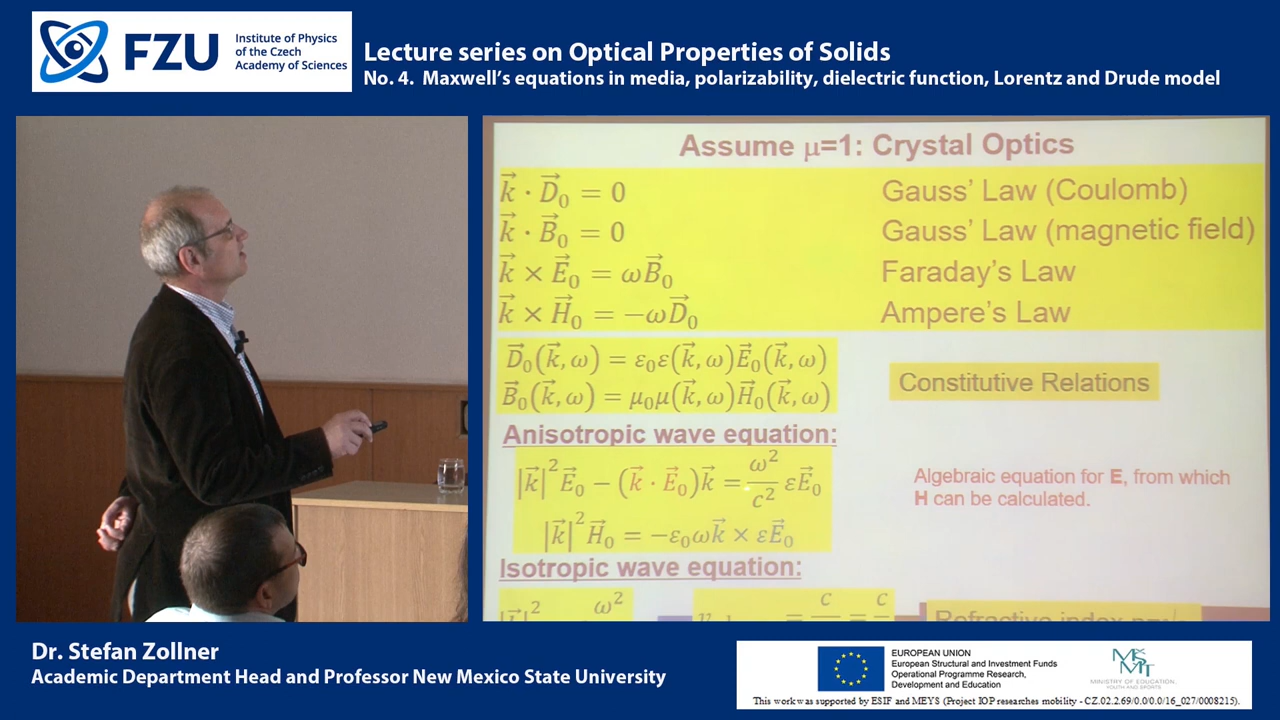 FZU
Institute of Physics
of the Czech
Academy of Sciences
Lecture series on Optical Properties of Solids
No. 4. Maxwell's equations in media, polarizability, dielectric function, Lorentz and Drude model
Assume μ=1: Crystal Optics
k⃗ · D⃗₀ = 0 Gauss' Law (Coulomb)
k⃗ · B⃗₀ = 0 Gauss' Law (magnetic field)
k⃗ × E⃗₀ = ωB⃗₀ Faraday's Law
k⃗ × H⃗₀ = −ωD⃗₀ Ampere's Law
D⃗₀(k⃗, ω) = ε₀ε(k⃗, ω)E⃗₀(k⃗, ω)
B⃗₀(k⃗, ω) = μ₀μ(k⃗, ω)H⃗₀(k⃗, ω)
Constitutive Relations
Anisotropic wave equation:
|k⃗|²E⃗₀ − (k⃗ · E⃗₀)k⃗ = ω²/c² εE⃗₀
Algebraic equation for E, from which
H can be calculated.
|k⃗|²H⃗₀ = −ε₀ωk⃗ × εE⃗₀
Isotropic wave equation:
Dr. Stefan Zollner
Academic Department Head and Professor New Mexico State University
EUROPEAN UNION
European Structural and Investment Funds
Operational Programme Research,
Development and Education
MINISTRY OF EDUCATION,
YOUTH AND SPORTS
This work was supported by ESIF and MEYS (Project IOP researches mobility - CZ.02.2.69/0.0/0.0/16_027/0008215).